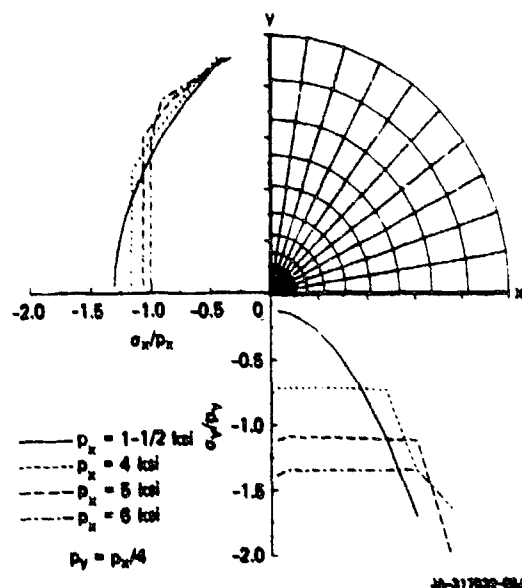 Y
X
-2.0 -1.5 -1.0 -0.5 0
σx/px
0
-0.5
-1.0
-1.5
-2.0
σy/py
px = 1-1/2 ksi
px = 4 ksi
px = 5 ksi
px = 6 ksi
py = px/4